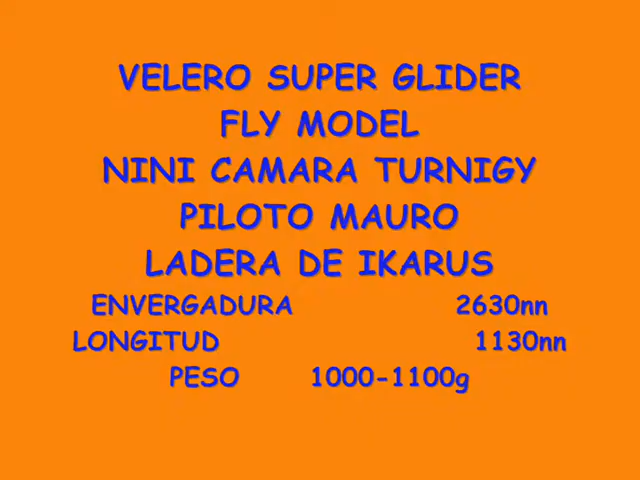 VELERO SUPER GLIDER
FLY MODEL
NINI CAMARA TURNIGY
PILOTO MAURO
LADERA DE IKARUS
ENVERGADURA 2630nn
LONGITUD 1130nn
PESO 1000-1100g